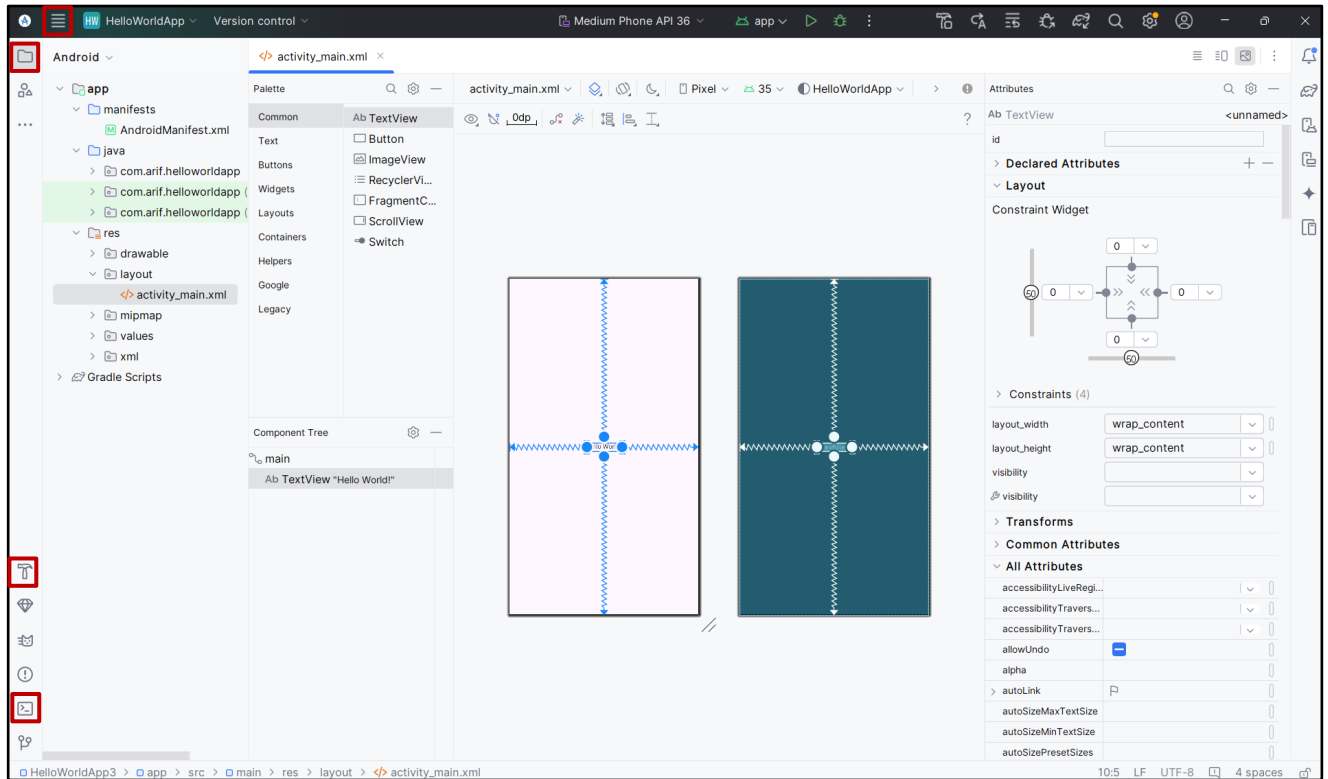 HW HelloWorldApp Version control Medium Phone API 36 app
Android
activity_main.xml
app
manifests
AndroidManifest.xml
java
com.arif.helloworldapp
com.arif.helloworldapp (
com.arif.helloworldapp (
res
drawable
layout
activity_main.xml
mipmap
values
xml
Gradle Scripts
Palette
Common
Text
Buttons
Widgets
Layouts
Containers
Helpers
Google
Legacy
Ab TextView
Button
ImageView
RecyclerVi...
FragmentC...
ScrollView
Switch
Component Tree
main
Ab TextView "Hello World!"
activity_main.xml Pixel 35 HelloWorldApp
0dp ?
Attributes
Ab TextView <unnamed>
id
Declared Attributes
Layout
Constraint Widget
0
50 0 0
0
50
Constraints (4)
layout_width wrap_content
layout_height wrap_content
visibility
visibility
Transforms
Common Attributes
All Attributes
accessibilityLiveRegi...
accessibilityTravers...
accessibilityTravers...
allowUndo
alpha
autoLink
autoSizeMaxTextSize
autoSizeMinTextSize
autoSizePresetSizes
HelloWorldApp3 > app > src > main > res > layout > activity_main.xml 10:5 LF UTF-8 4 spaces